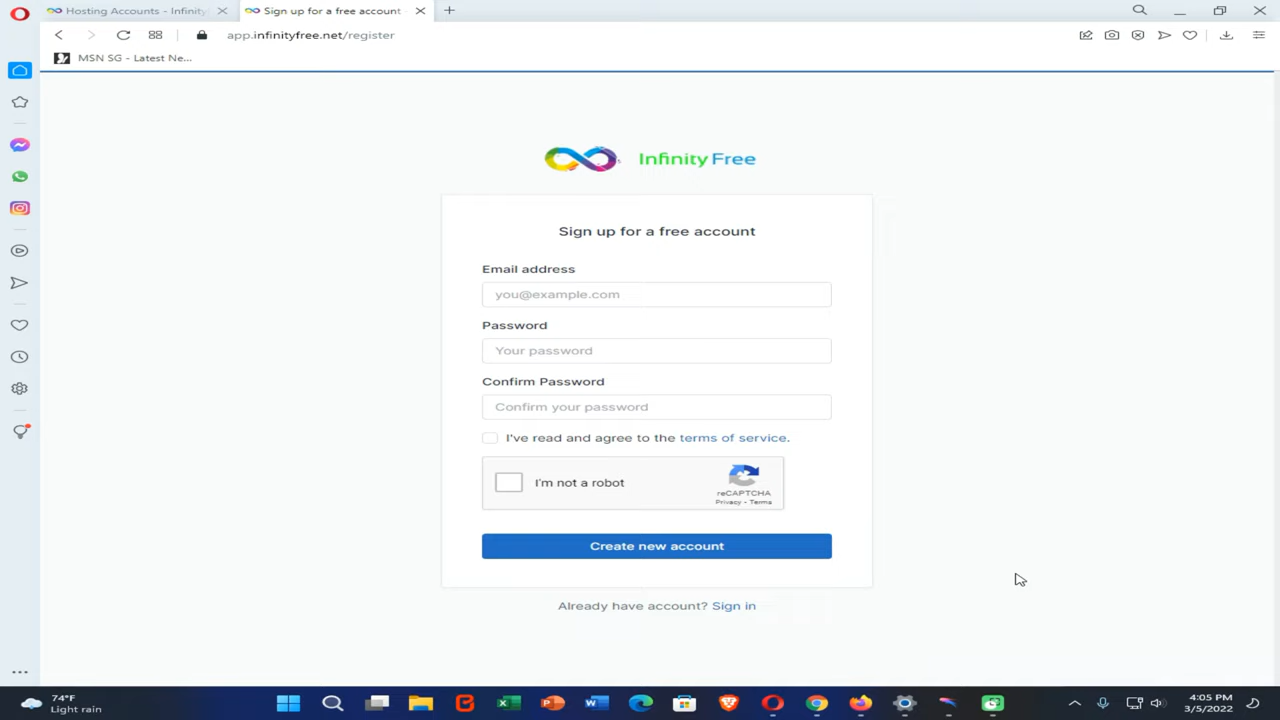 Hosting Accounts - Infinity
Sign up for a free account
app.infinityfree.net/register
MSN SG - Latest Ne...
Infinity Free
Sign up for a free account
Email address
you@example.com
Password
Your password
Confirm Password
Confirm your password
I've read and agree to the terms of service.
I'm not a robot
reCAPTCHA
Privacy - Terms
Create new account
Already have account? Sign in
74°F
Light rain
4:05 PM
3/5/2022